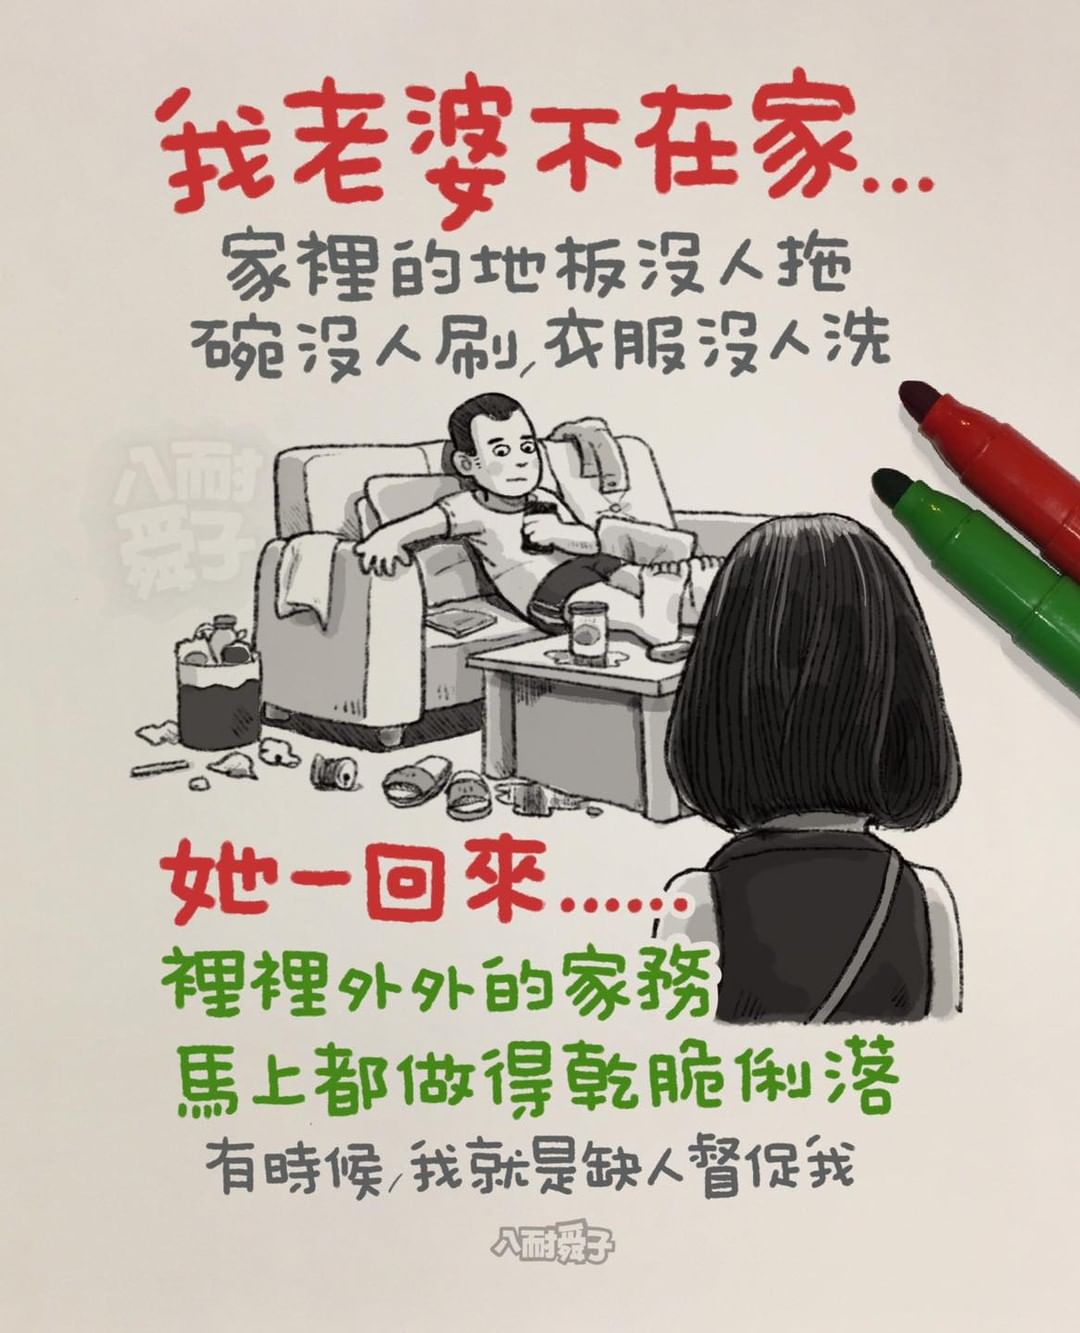 我老婆不在家...
家裡的地板沒人拖
碗沒人刷,衣服沒人洗
八耐舜子
她一回來......
裡裡外外的家務
馬上都做得乾脆俐落
有時候,我就是缺人督促我
八耐舜子